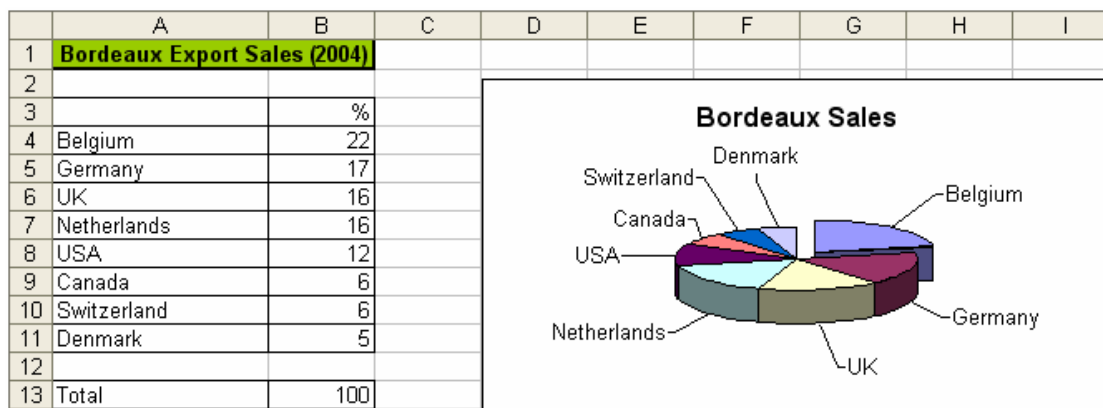 A B C D E F G H I
1 Bordeaux Export Sales (2004)
2
3 %
4 Belgium 22
5 Germany 17
6 UK 16
7 Netherlands 16
8 USA 12
9 Canada 6
10 Switzerland 6
11 Denmark 5
12
13 Total 100
Bordeaux Sales
Denmark
Switzerland
Belgium
Canada
USA
Netherlands
Germany
UK